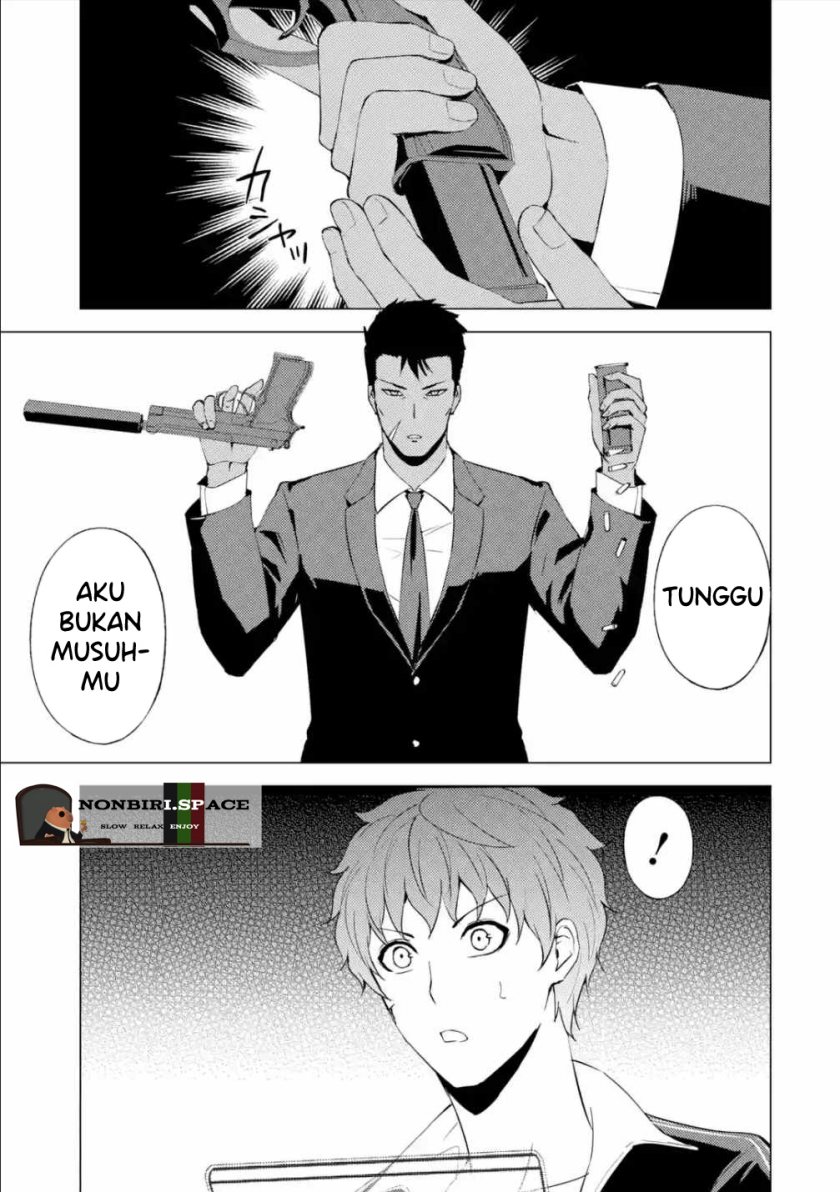 カシャッ
TUNGGU
AKU
BUKAN
MUSUH-
MU
!
NONBIRI.SPACE
SLOW RELAX ENJOY